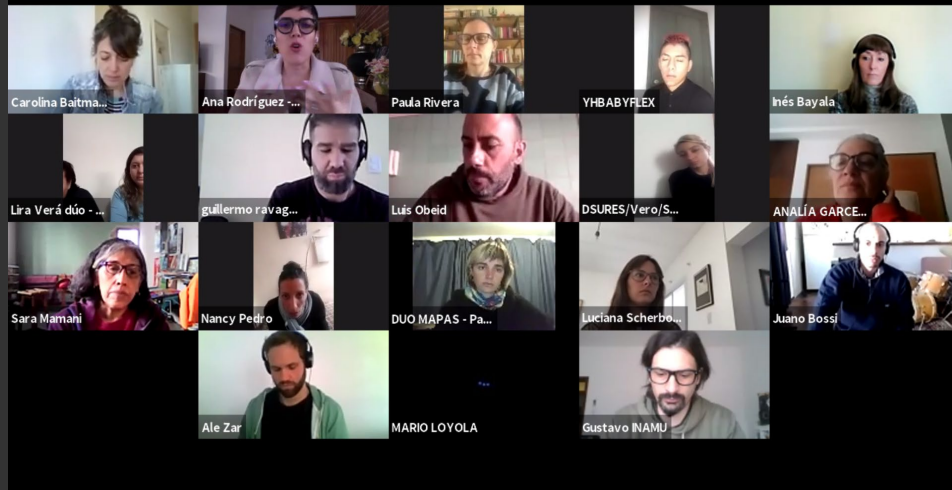 Carolina Baitma...
Ana Rodríguez -...
Paula Rivera
YHBABYFLEX
Inés Bayala
Lira Verá dúo - ...
guillermo ravag...
Luis Obeid
DSURES/Vero/S...
ANALÍA GARCE...
Sara Mamani
Nancy Pedro
DUO MAPAS - Pa...
Luciana Scherbo...
Juano Bossi
Ale Zar
MARIO LOYOLA
Gustavo INAMU